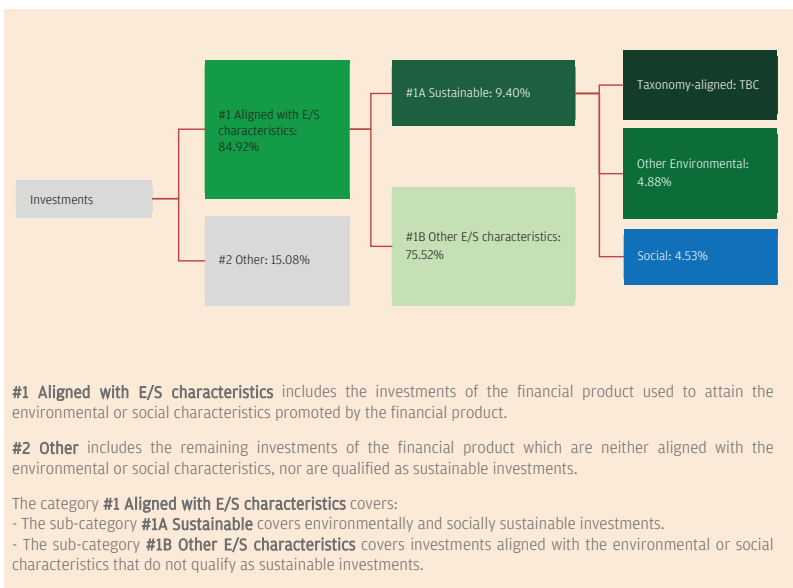 Investments
#1 Aligned with E/S
characteristics:
84.92%
#2 Other: 15.08%
#1A Sustainable: 9.40%
#1B Other E/S characteristics:
75.52%
Taxonomy-aligned: TBC
Other Environmental:
4.88%
Social: 4.53%
#1 Aligned with E/S characteristics includes the investments of the financial product used to attain the
environmental or social characteristics promoted by the financial product.
#2 Other includes the remaining investments of the financial product which are neither aligned with the
environmental or social characteristics, nor are qualified as sustainable investments.
The category #1 Aligned with E/S characteristics covers:
- The sub-category #1A Sustainable covers environmentally and socially sustainable investments.
- The sub-category #1B Other E/S characteristics covers investments aligned with the environmental or social
characteristics that do not qualify as sustainable investments.